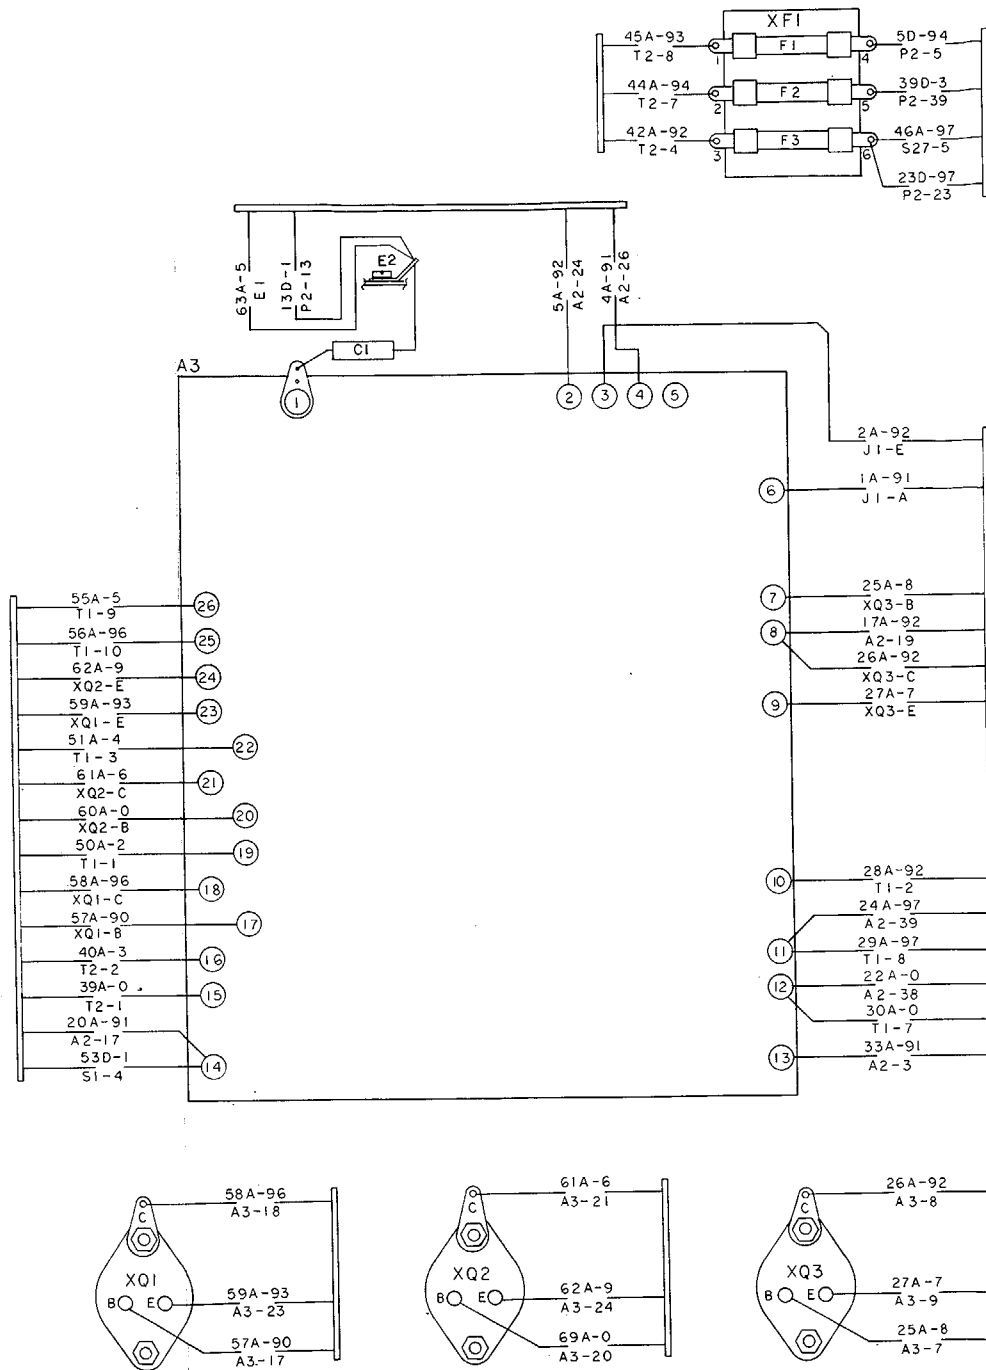 XF1
45A-93
T2-8
1
F1
4
5D-94
P2-5
44A-94
T2-7
2
F2
5
39D-3
P2-39
42A-92
T2-4
3
F3
6
46A-97
S27-5
23D-97
P2-23
63A-5
E1
13D-1
P2-13
E2
5A-92
A2-24
4A-91
A2-26
C1
A3
1
2
3
4
5
2A-92
J1-E
6
1A-91
J1-A
7
25A-8
XQ3-B
8
17A-92
A2-19
26A-92
XQ3-C
9
27A-7
XQ3-E
55A-5
T1-9
26
56A-96
T1-10
25
62A-9
XQ2-E
24
59A-93
XQ1-E
23
51A-4
T1-3
22
61A-6
XQ2-C
21
60A-0
XQ2-B
20
50A-2
T1-1
19
58A-96
XQ1-C
18
57A-90
XQ1-B
17
40A-3
T2-2
16
39A-0
T2-1
15
20A-91
A2-17
53D-1
S1-4
14
10
28A-92
T1-2
24A-97
A2-39
11
29A-97
T1-8
12
22A-0
A2-38
30A-0
T1-7
13
33A-91
A2-3
C
58A-96
A3-18
XQ1
B
E
59A-93
A3-23
57A-90
A3-17
C
61A-6
A3-21
XQ2
B
E
62A-9
A3-24
69A-0
A3-20
C
26A-92
A3-8
XQ3
B
E
27A-7
A3-9
25A-8
A3-7